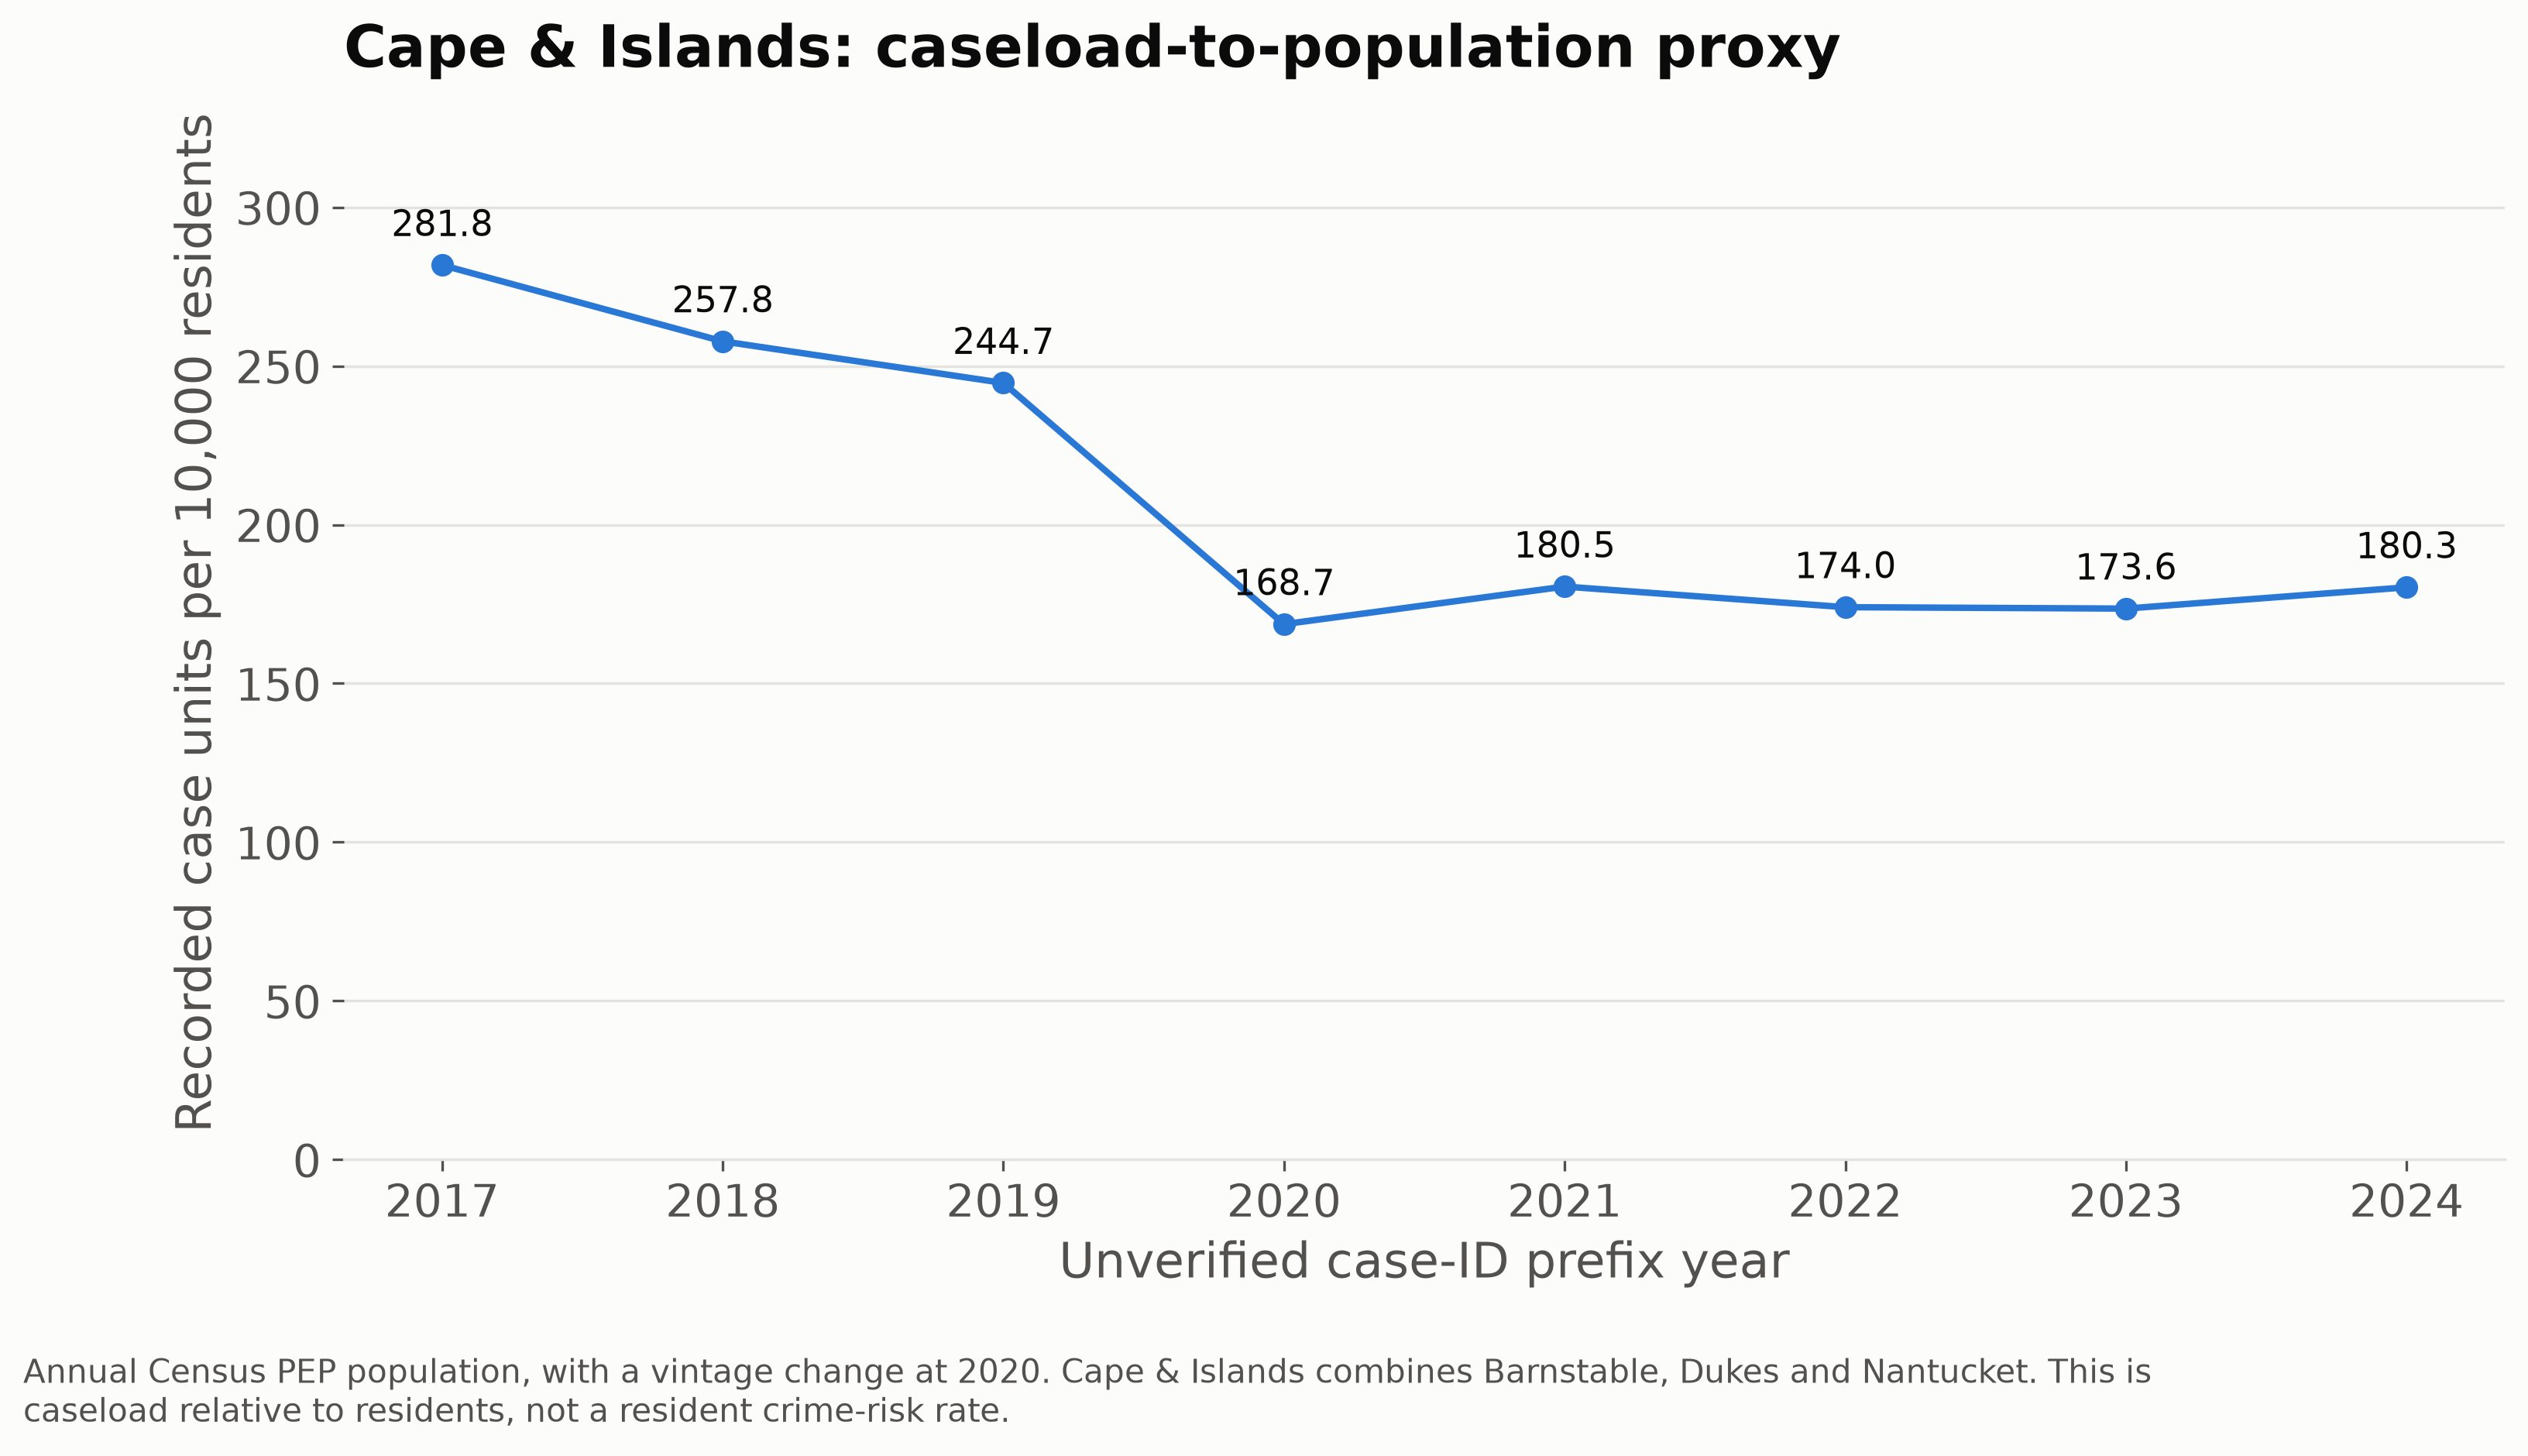 Cape & Islands: caseload-to-population proxy
Recorded case units per 10,000 residents
300
250
200
150
100
50
0
281.8
257.8
244.7
168.7
180.5
174.0
173.6
180.3
2017 2018 2019 2020 2021 2022 2023 2024
Unverified case-ID prefix year
Annual Census PEP population, with a vintage change at 2020. Cape & Islands combines Barnstable, Dukes and Nantucket. This is
caseload relative to residents, not a resident crime-risk rate.